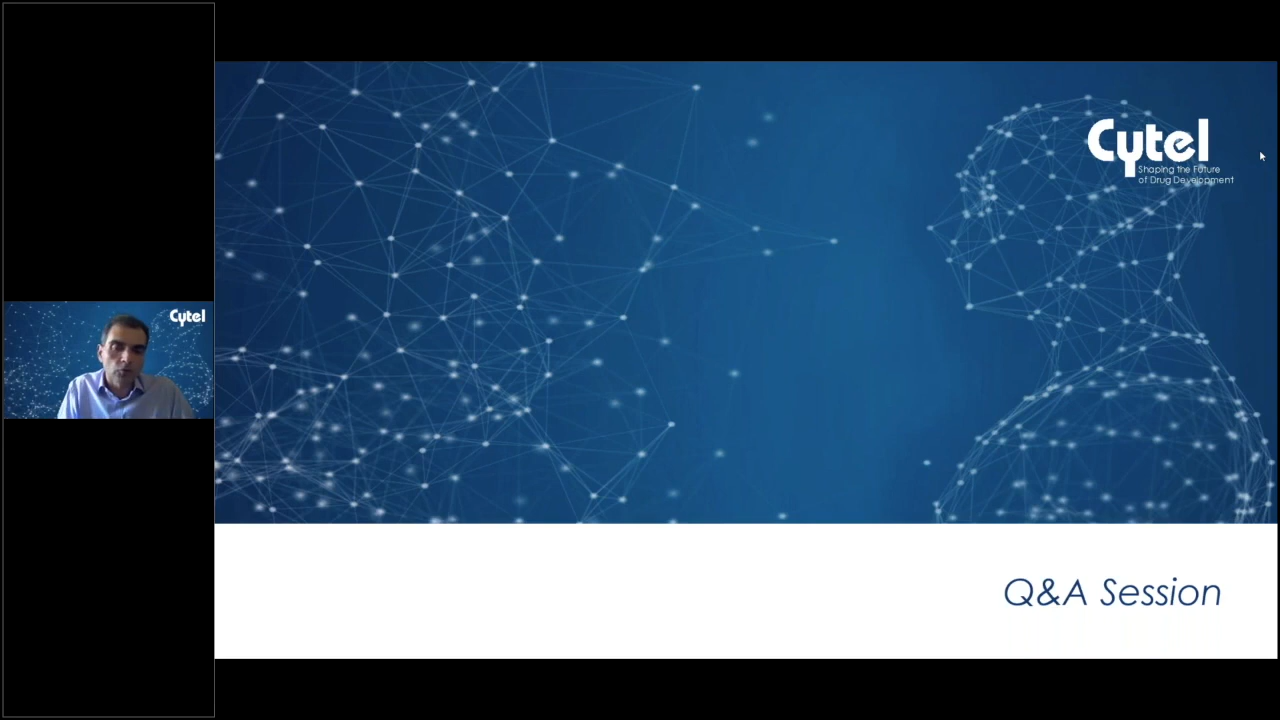 Cytel
Shaping the Future
of Drug Development
Cytel
Q&A Session